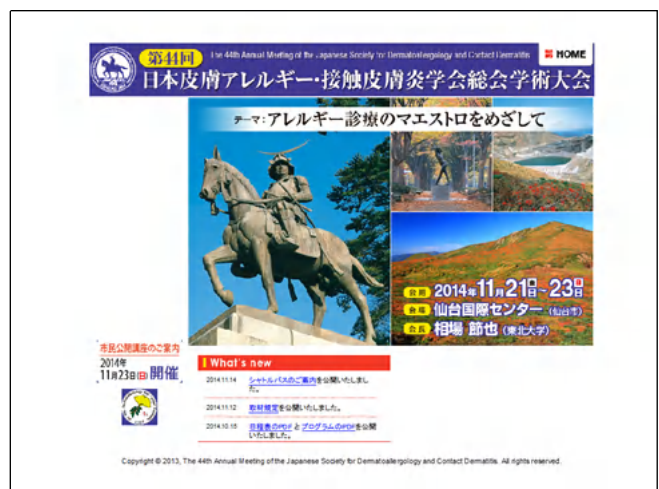 第44回 The 44th Annual Meeting of the Japanese Society for Dermatoallergology and Contact Dermatitis
HOME
日本皮膚アレルギー・接触皮膚炎学会総会学術大会
テーマ：アレルギー診療のマエストロをめざして
会期 2014年11月21日～23日
会場 仙台国際センター（仙台市）
会長 相場 節也（東北大学）
市民公開講座のご案内
2014年
11月23日(日)開催
What's new
2014.11.14 シャトルバスのご案内を公開いたしまし
た。
2014.11.12 取材規定を公開いたしました。
2014.10.15 日程表のPDF と プログラムのPDFを公開
いたしました。
Copyright © 2013, The 44th Annual Meeting of the Japanese Society for Dermatoallergology and Contact Dermatitis. All rights reserved.